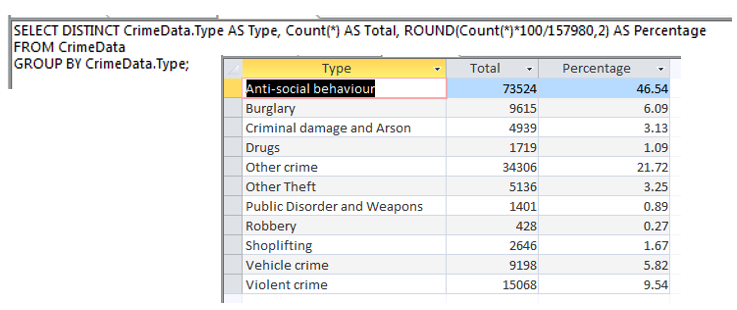 SELECT DISTINCT CrimeData.Type AS Type, Count(*) AS Total, ROUND(Count(*)*100/157980,2) AS Percentage
FROM CrimeData
GROUP BY CrimeData.Type;
Type Total Percentage
Anti-social behaviour 73524 46.54
Burglary 9615 6.09
Criminal damage and Arson 4939 3.13
Drugs 1719 1.09
Other crime 34306 21.72
Other Theft 5136 3.25
Public Disorder and Weapons 1401 0.89
Robbery 428 0.27
Shoplifting 2646 1.67
Vehicle crime 9198 5.82
Violent crime 15068 9.54